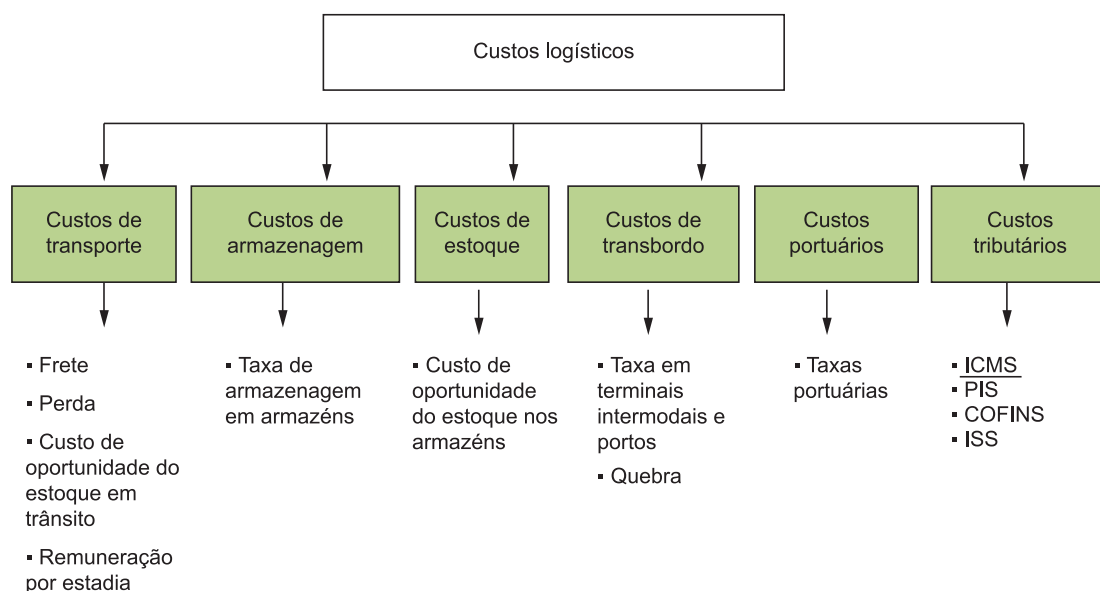 Custos logísticos
Custos de
transporte
Custos de
armazenagem
Custos de
estoque
Custos de
transbordo
Custos
portuários
Custos
tributários
▪ Frete
▪ Perda
▪ Custo de
oportunidade do
estoque em
trânsito
▪ Remuneração
por estadia
▪ Taxa de
armazenagem
em armazéns
▪ Custo de
oportunidade
do estoque nos
armazéns
▪ Taxa em
terminais
intermodais e
portos
▪ Quebra
▪ Taxas
portuárias
▪ ICMS
▪ PIS
▪ COFINS
▪ ISS